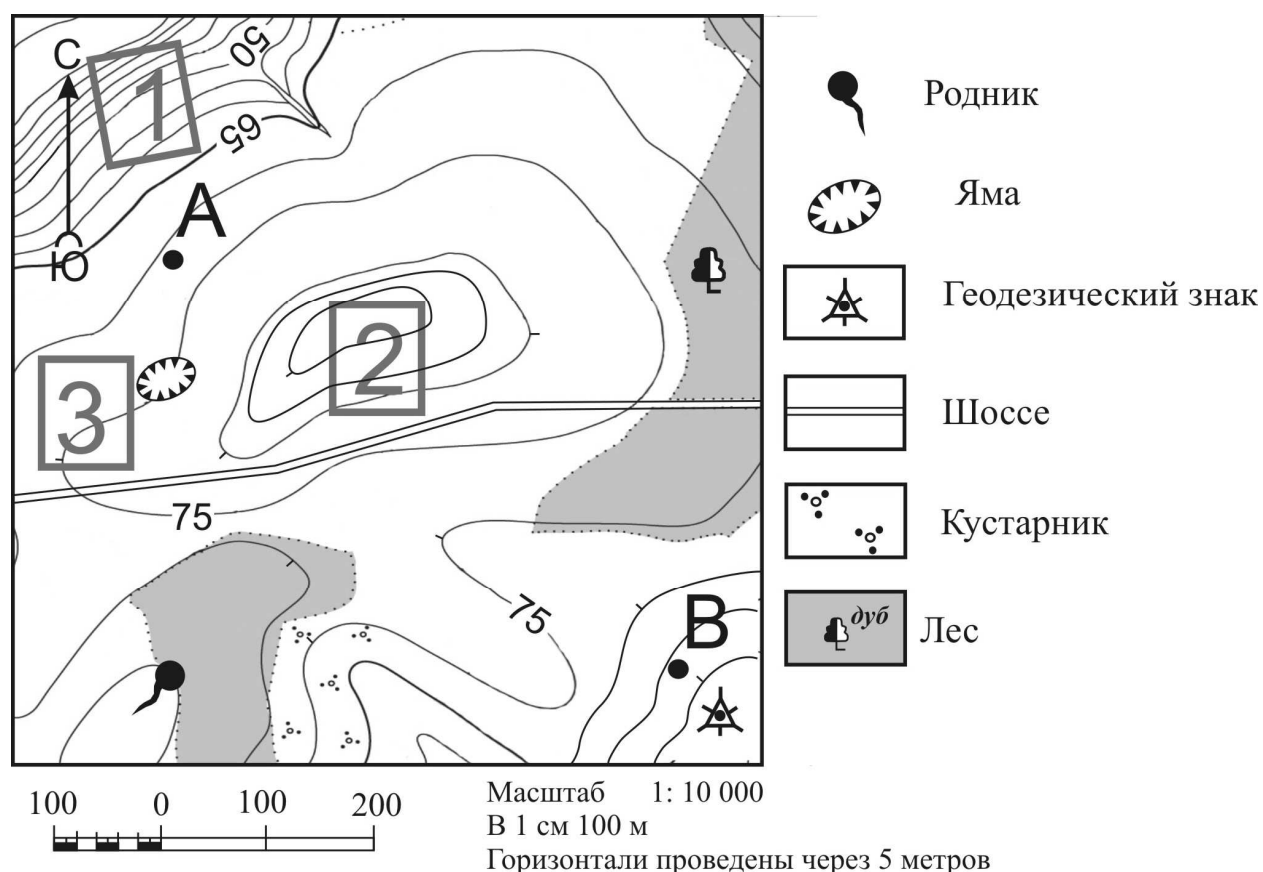 С
1
50
65
Ю
А
2
3
75
75
В
Родник
Яма
Геодезический знак
Шоссе
Кустарник
дуб
Лес
100 0 100 200
Масштаб 1: 10 000
В 1 см 100 м
Горизонтали проведены через 5 метров